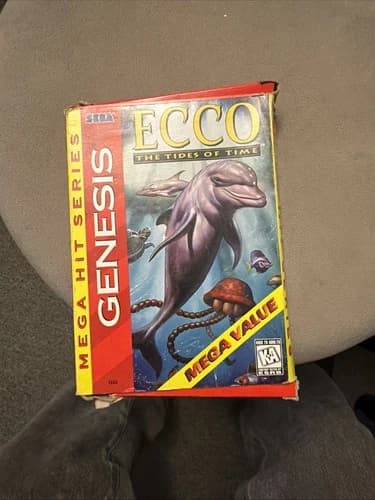 MEGA HIT SERIES
SEGA
GENESIS
ECCO
THE TIDES OF TIME
MEGA VALUE
K-A